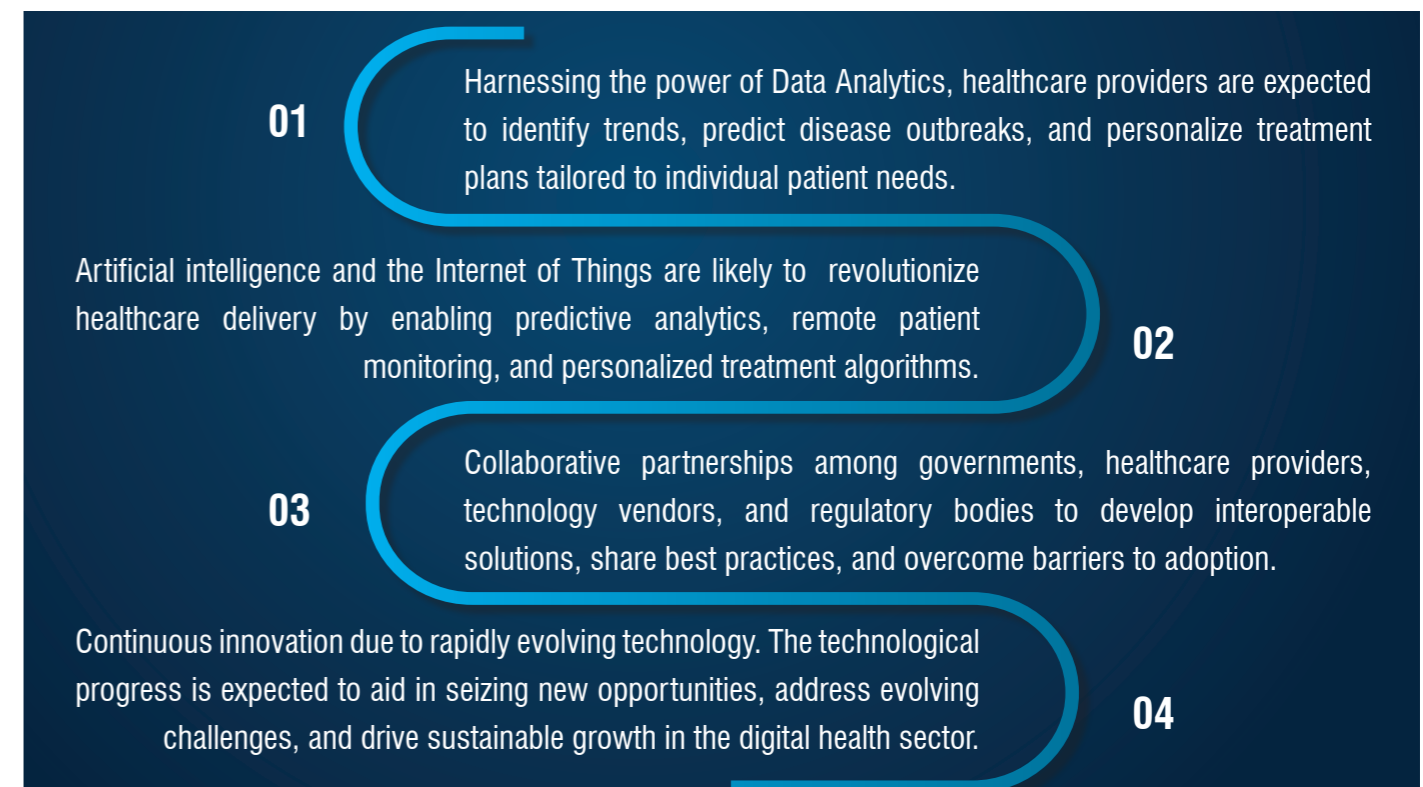 01
Harnessing the power of Data Analytics, healthcare providers are expected
to identify trends, predict disease outbreaks, and personalize treatment
plans tailored to individual patient needs.
Artificial intelligence and the Internet of Things are likely to revolutionize
healthcare delivery by enabling predictive analytics, remote patient
monitoring, and personalized treatment algorithms.
02
03
Collaborative partnerships among governments, healthcare providers,
technology vendors, and regulatory bodies to develop interoperable
solutions, share best practices, and overcome barriers to adoption.
Continuous innovation due to rapidly evolving technology. The technological
progress is expected to aid in seizing new opportunities, address evolving
challenges, and drive sustainable growth in the digital health sector.
04